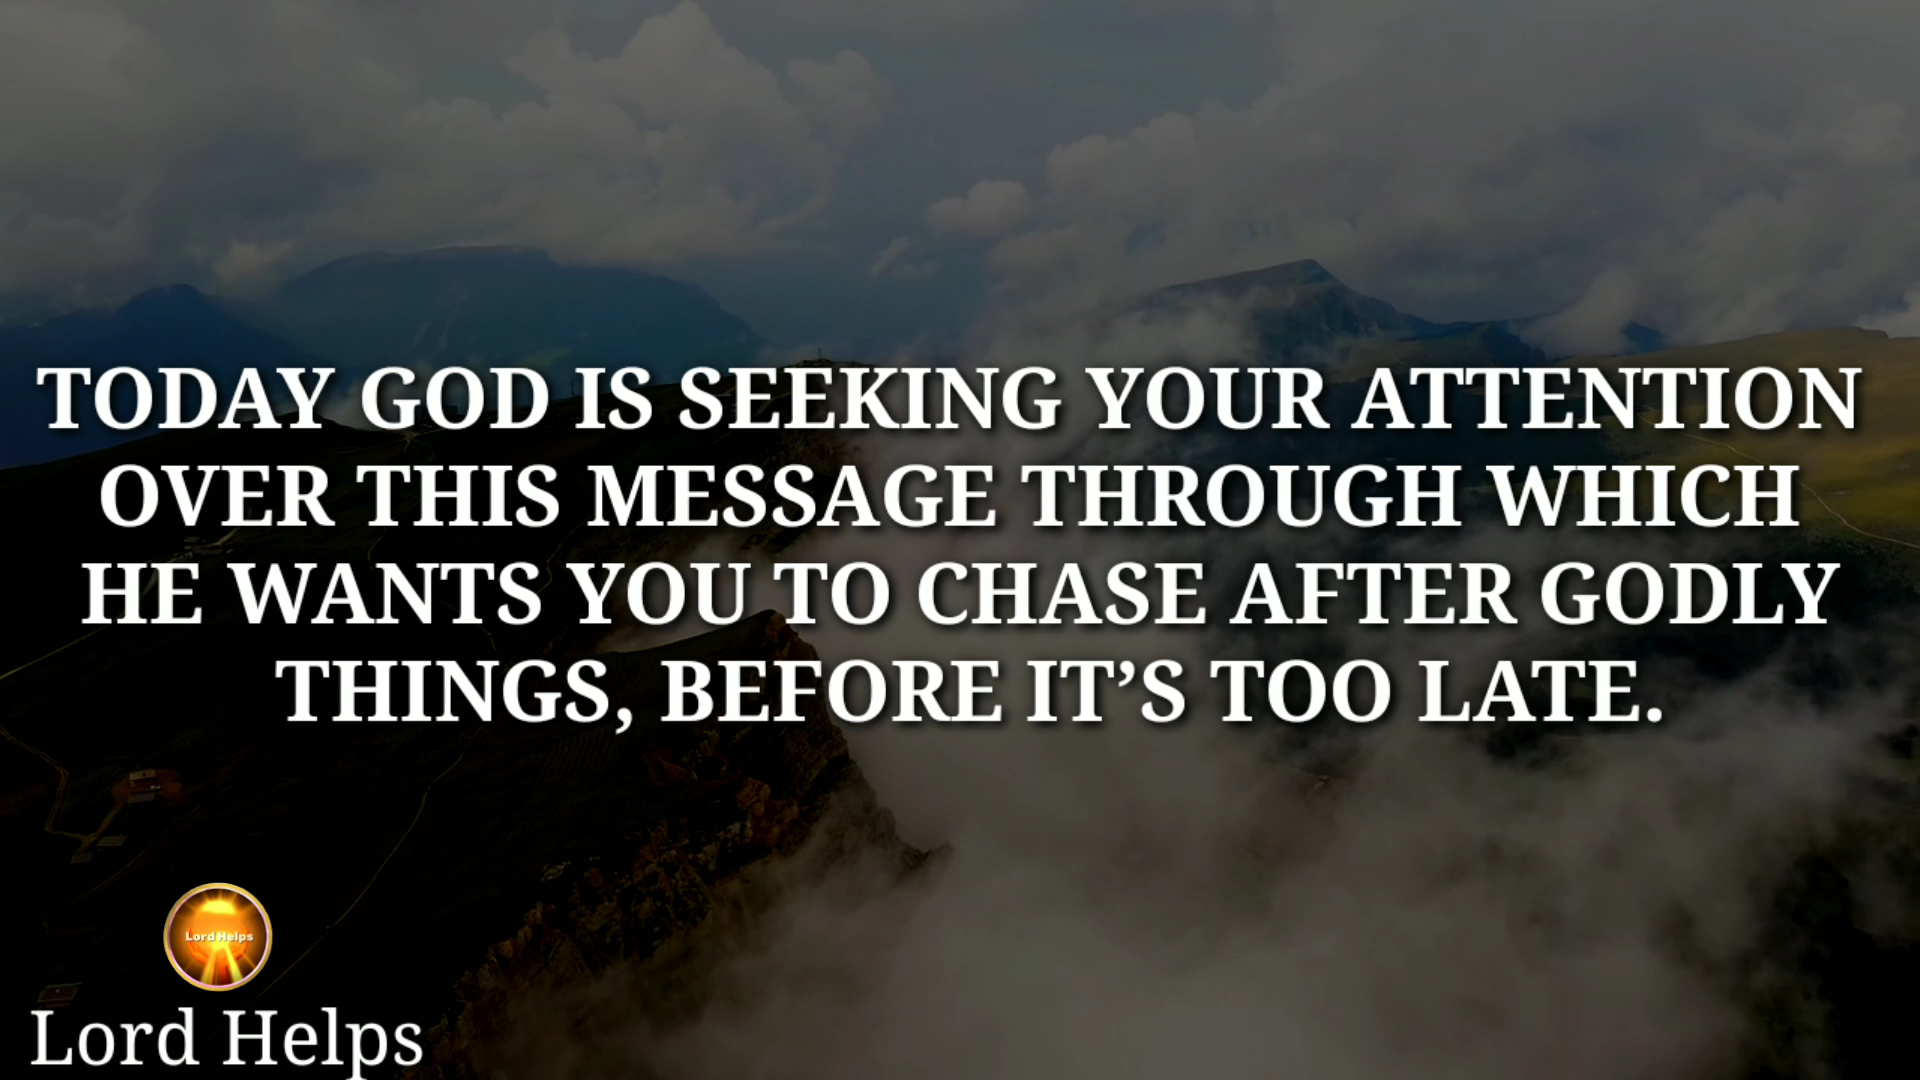 TODAY GOD IS SEEKING YOUR ATTENTION
OVER THIS MESSAGE THROUGH WHICH
HE WANTS YOU TO CHASE AFTER GODLY
THINGS, BEFORE IT’S TOO LATE.
Lord Helps
Lord Helps